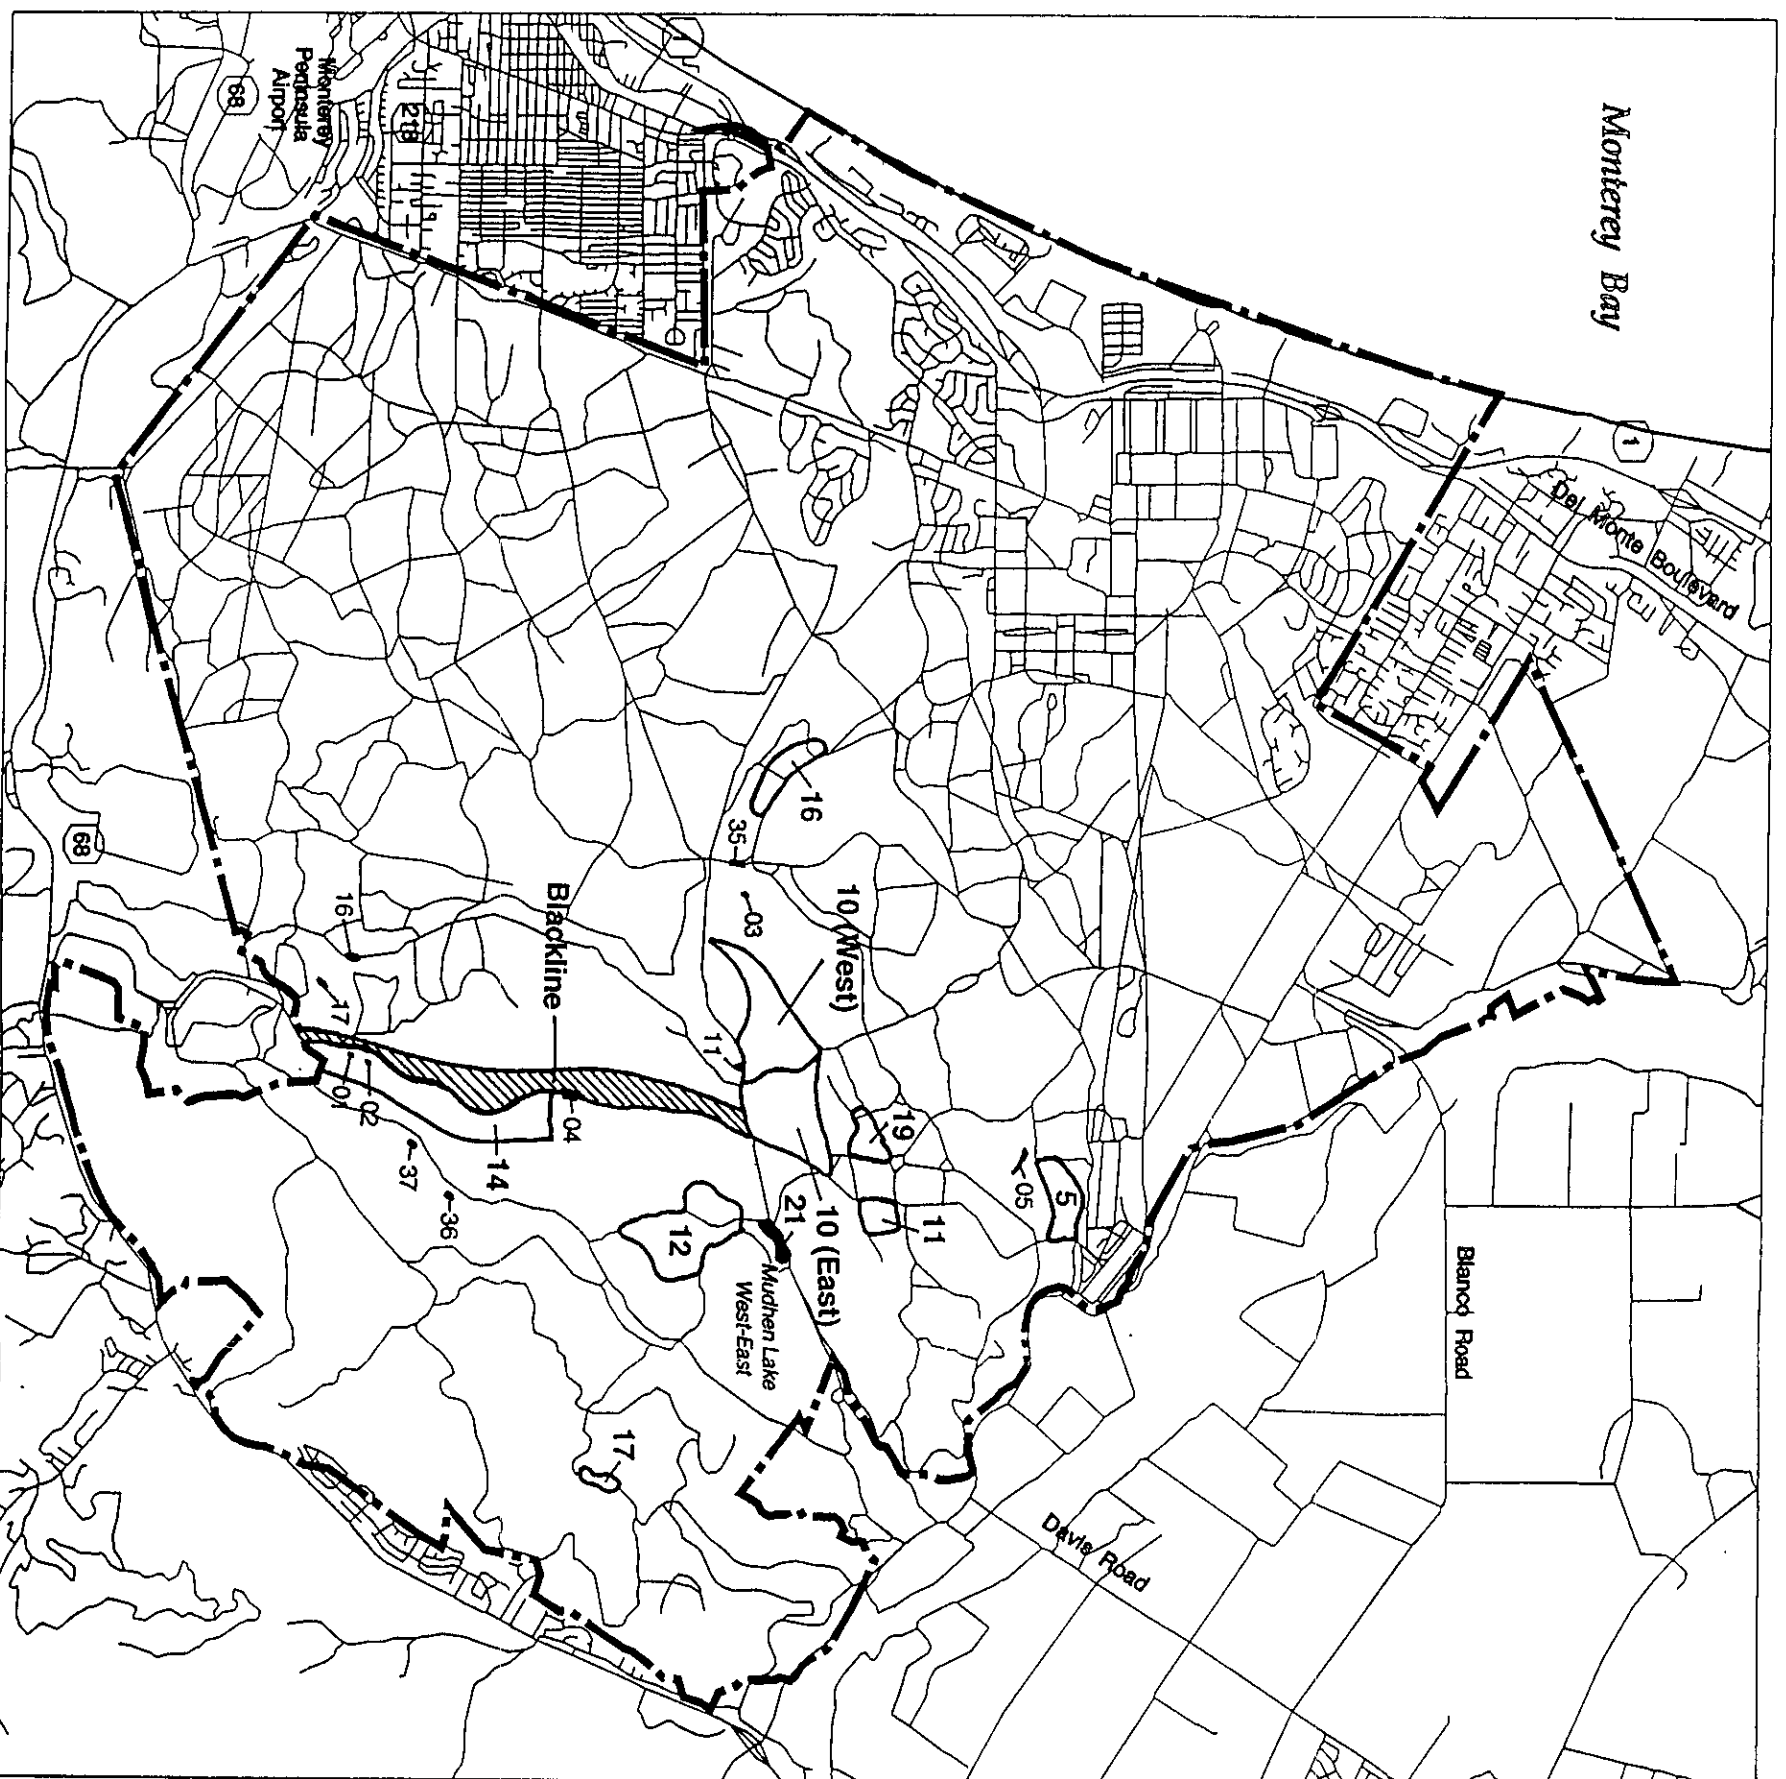 Monterey Bay
1
1
Del Monte Boulevard
Monterey
Peninsula
Airport
68
218
68
Blanco Road
Davis Road
16
35
03
10 (West)
11
Blackline
16
17
01
02
04
14
37
36
19
11
05
5
10 (East)
21
12
Mudhen Lake
West-East
17